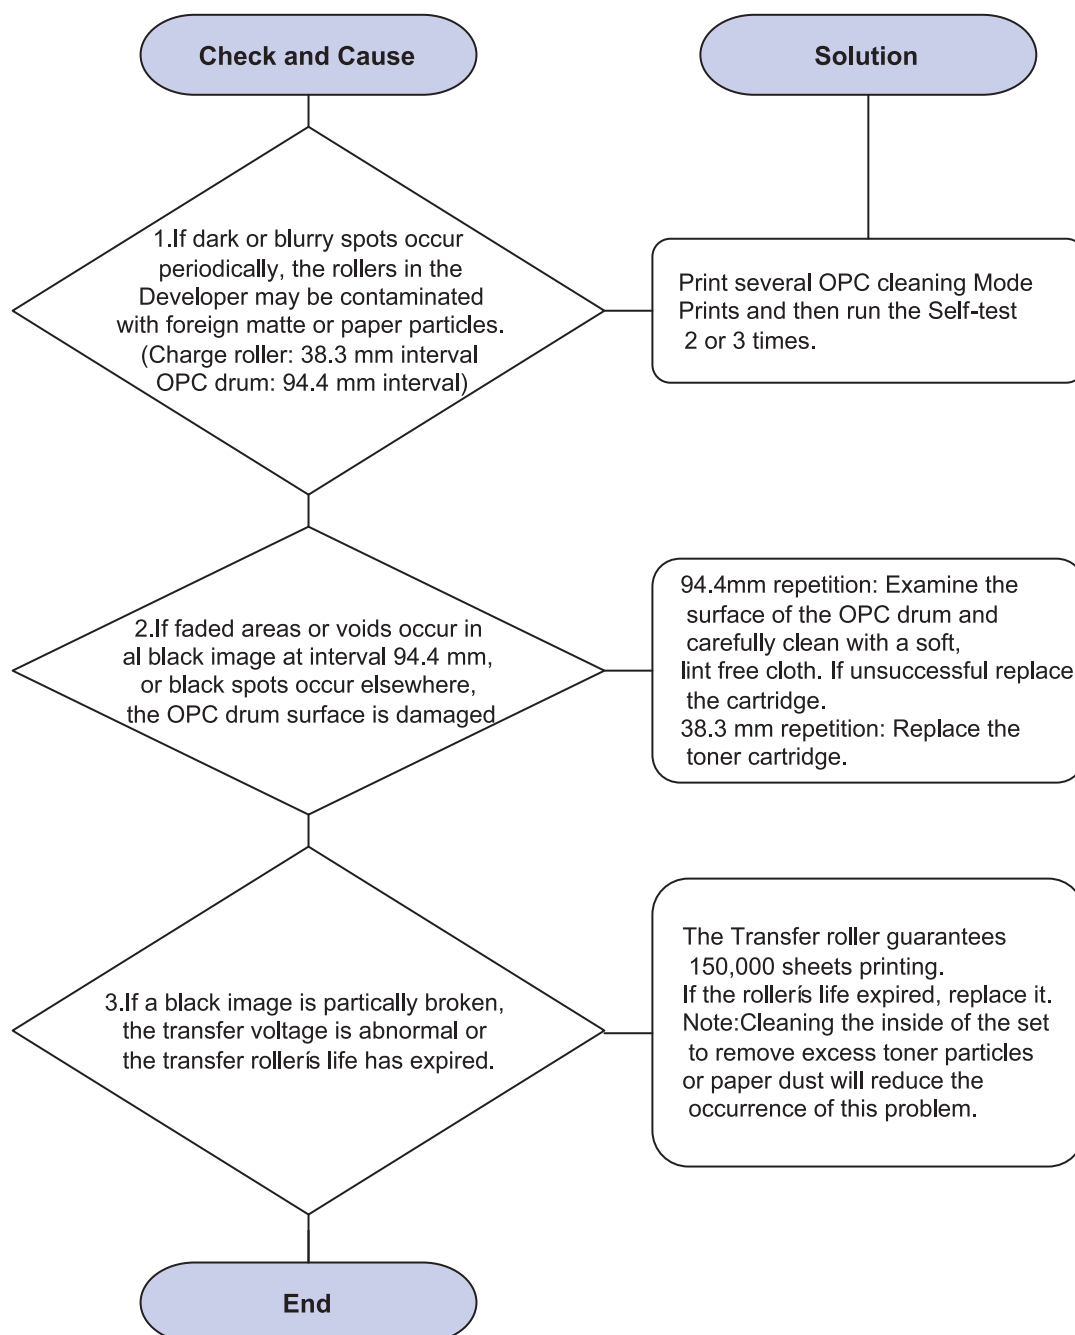 Check and Cause
Solution
1.If dark or blurry spots occur
periodically, the rollers in the
Developer may be contaminated
with foreign matte or paper particles.
(Charge roller: 38.3 mm interval
OPC drum: 94.4 mm interval)
Print several OPC cleaning Mode
Prints and then run the Self-test
2 or 3 times.
2.If faded areas or voids occur in
al black image at interval 94.4 mm,
or black spots occur elsewhere,
the OPC drum surface is damaged
94.4mm repetition: Examine the
surface of the OPC drum and
carefully clean with a soft,
lint free cloth. If unsuccessful replace
the cartridge.
38.3 mm repetition: Replace the
toner cartridge.
3.If a black image is partically broken,
the transfer voltage is abnormal or
the transfer rollerís life has expired.
The Transfer roller guarantees
150,000 sheets printing.
If the rollerís life expired, replace it.
Note:Cleaning the inside of the set
to remove excess toner particles
or paper dust will reduce the
occurrence of this problem.
End